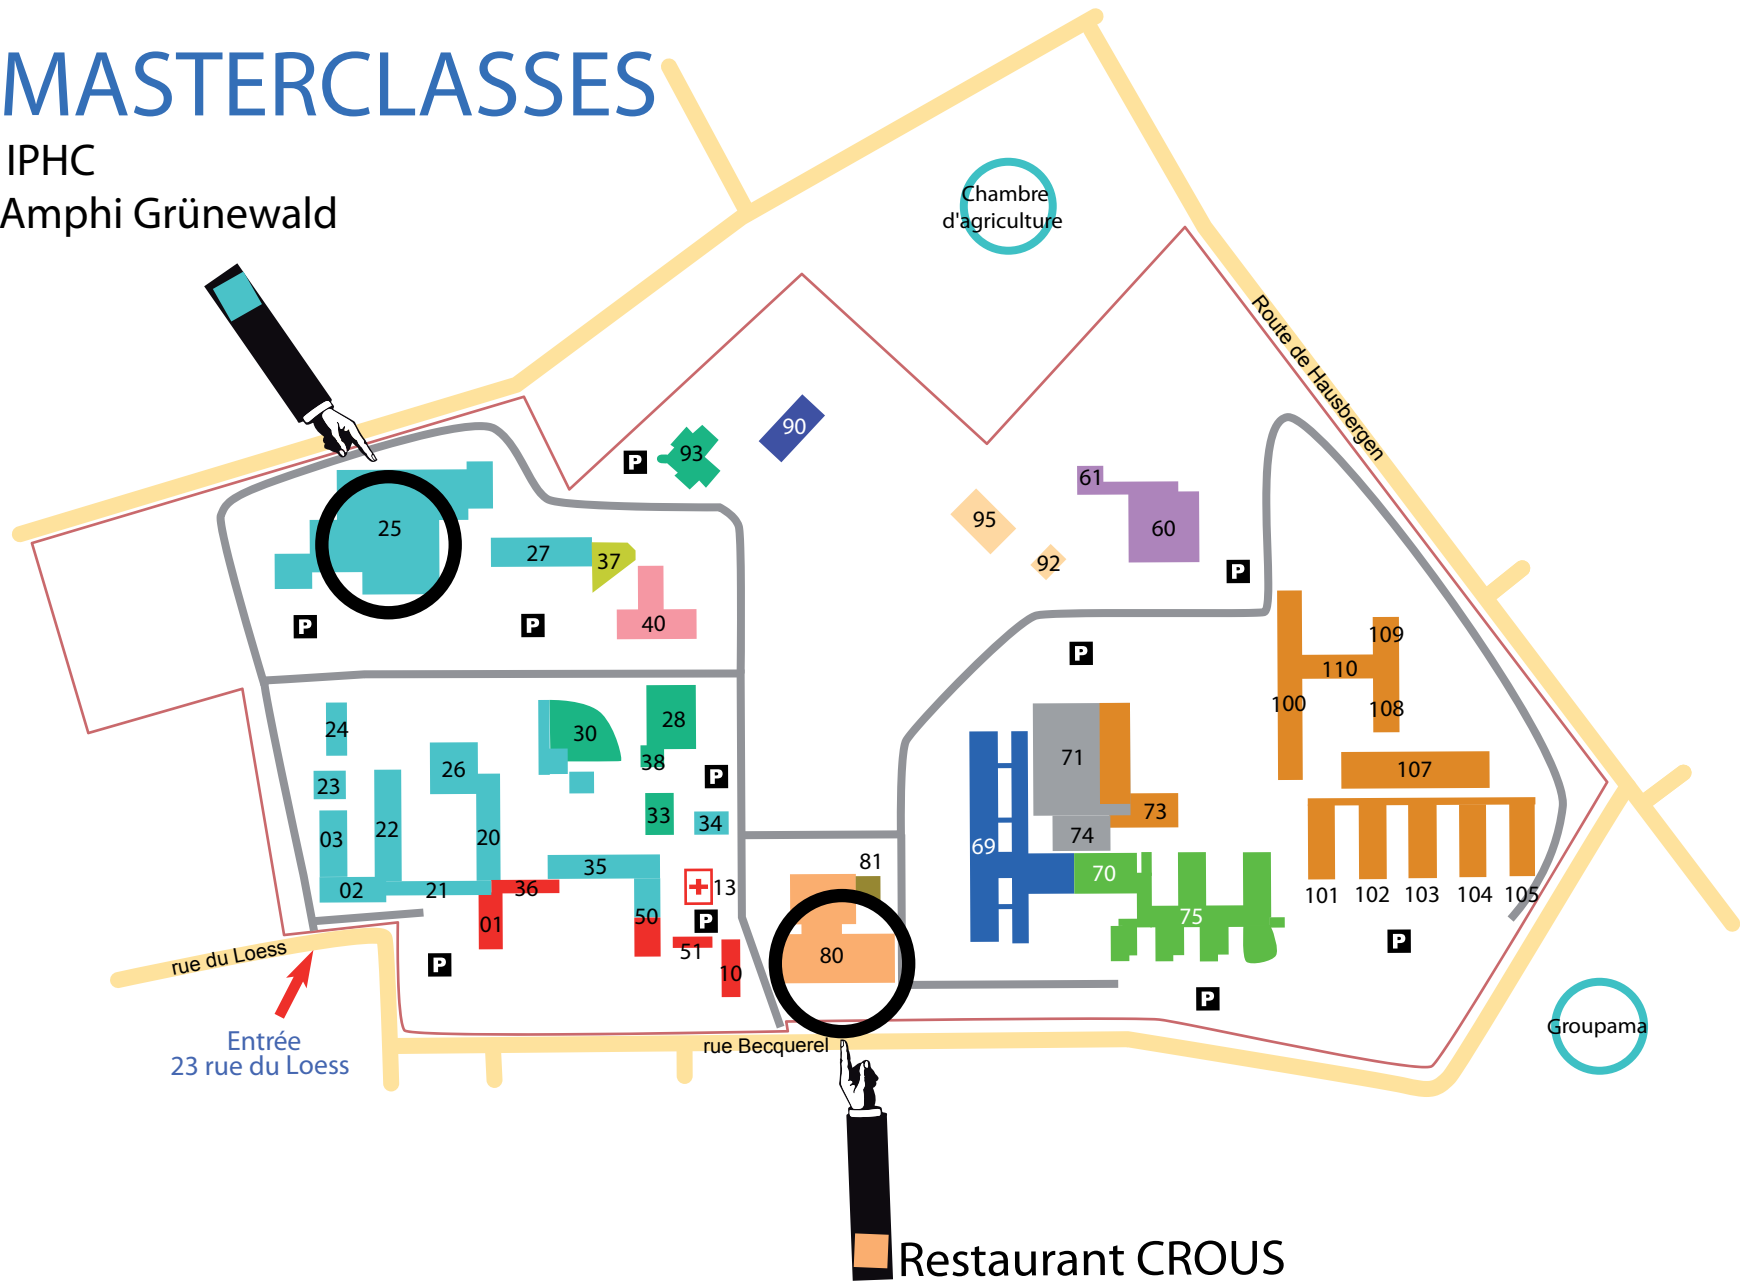 MASTERCLASSES
IPHC
Amphi Grünewald
Chambre
d'agriculture
Route de Hausbergen
90
P
93
61
95
60
25
27
37
92
P
P
P
40
109
P
110
100
108
24
28
30
38
71
26
107
23
P
33
34
73
03
22
20
74
69
81
35
70
02
21
36
13
101
102
103
104
105
01
50
P
75
51
P
80
P
10
rue du Loess
P
Entrée
23 rue du Loess
Groupama
rue Becquerel
Restaurant CROUS